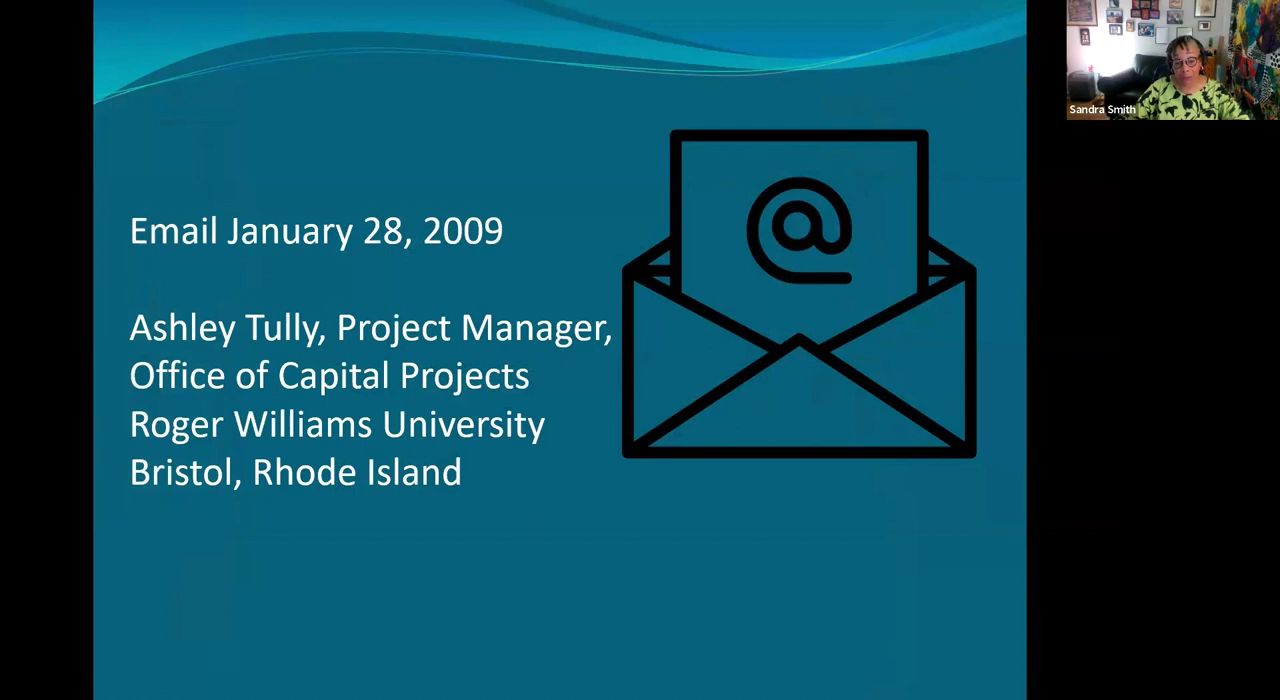 Email January 28, 2009
Ashley Tully, Project Manager,
Office of Capital Projects
Roger Williams University
Bristol, Rhode Island
@
Sandra Smith